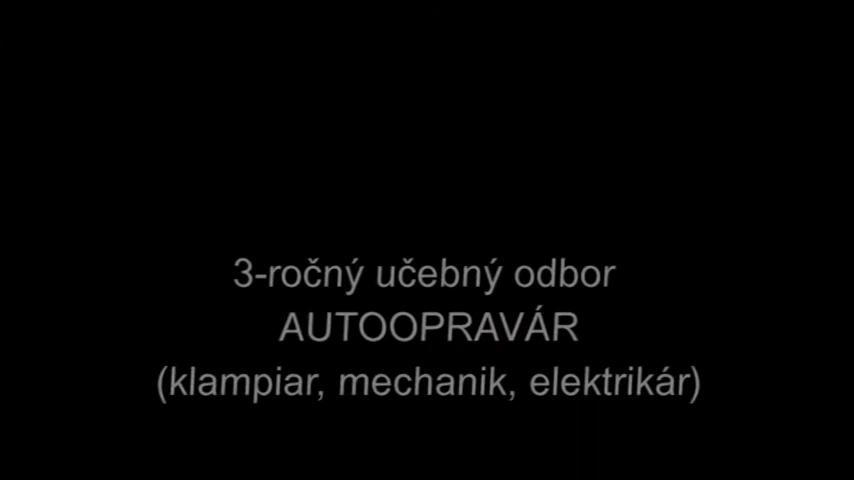 3-ročný učebný odbor
AUTOOPRAVÁR
(klampiar, mechanik, elektrikár)